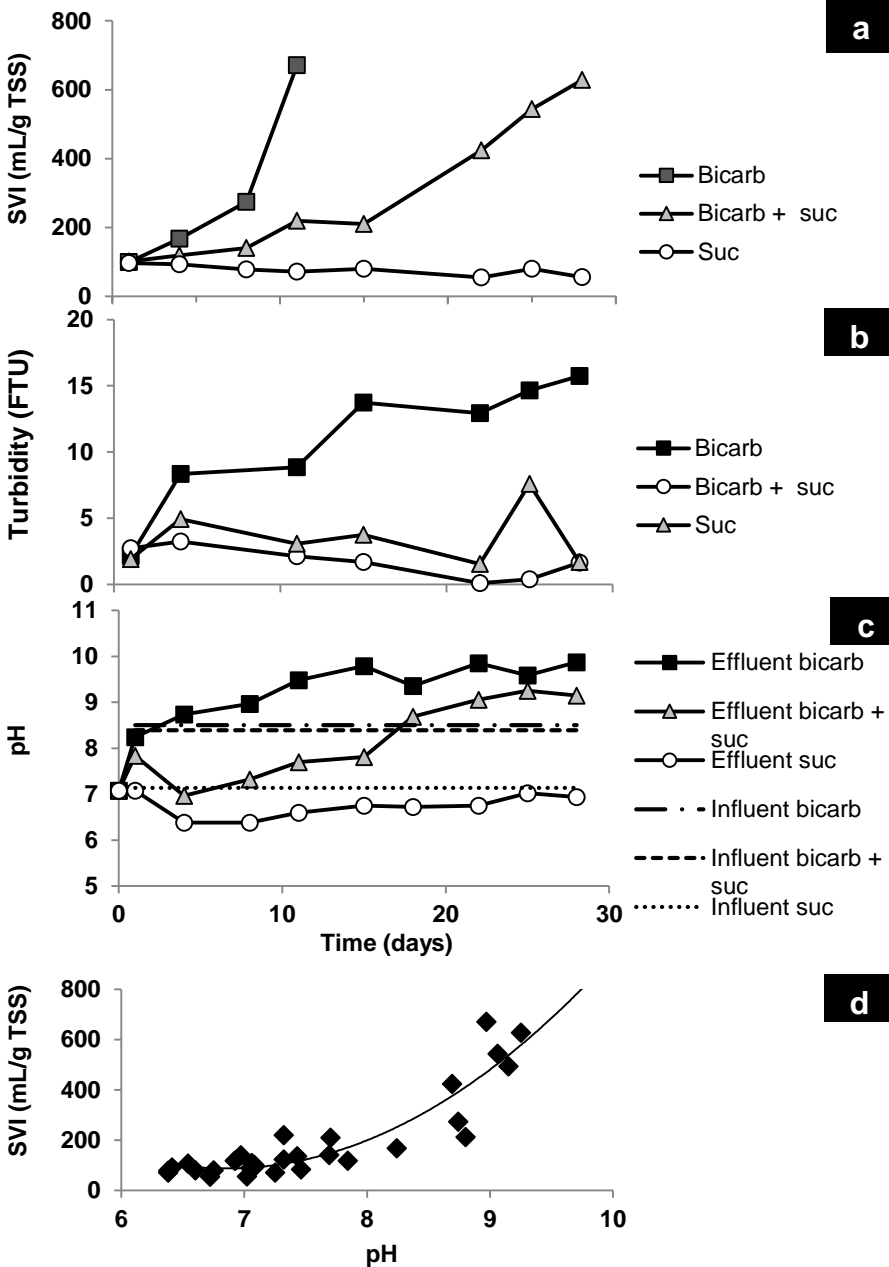 a
SVI (mL/g TSS)
800
600
400
200
0
Bicarb
Bicarb + suc
Suc
b
Turbidity (FTU)
20
15
10
5
0
Bicarb
Bicarb + suc
Suc
c
pH
11
10
9
8
7
6
5
0
10
20
30
Time (days)
Effluent bicarb
Effluent bicarb +
suc
Effluent suc
Influent bicarb
Influent bicarb +
suc
Influent suc
d
SVI (mL/g TSS)
800
600
400
200
0
6
7
8
9
10
pH